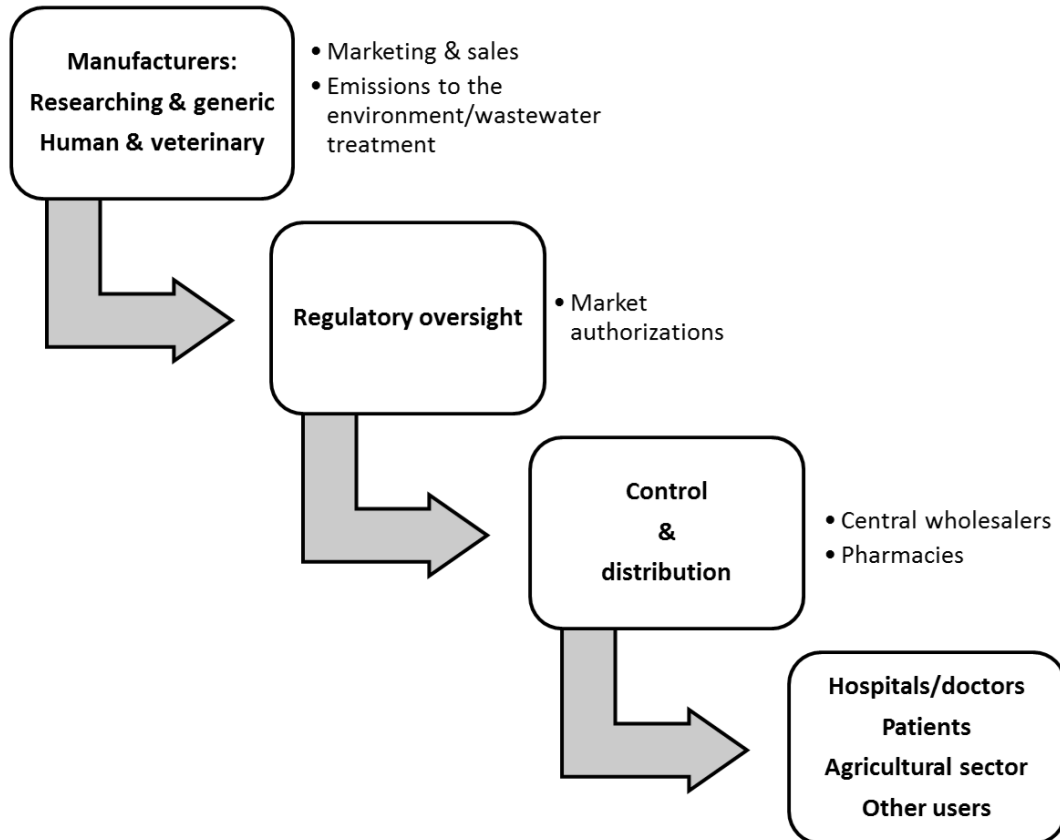 Manufacturers:
Researching & generic
Human & veterinary
• Marketing & sales
• Emissions to the
environment/wastewater
treatment
Regulatory oversight
• Market
authorizations
Control
&
distribution
• Central wholesalers
• Pharmacies
Hospitals/doctors
Patients
Agricultural sector
Other users